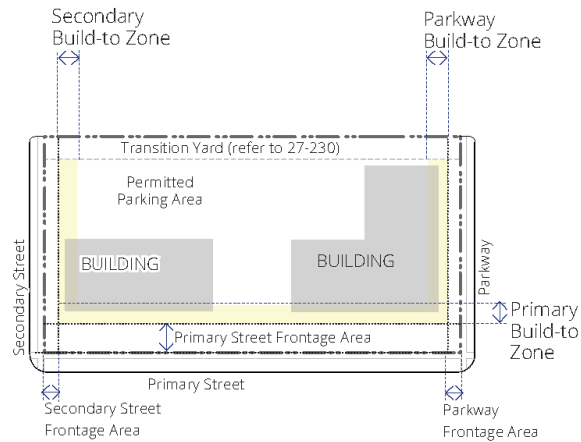 Secondary
Build-to Zone
Parkway
Build-to Zone
Transition Yard (refer to 27-230)
Permitted
Parking Area
BUILDING
BUILDING
Secondary Street
Parkway
Primary
Build-to
Zone
Primary Street Frontage Area
Primary Street
Secondary Street
Frontage Area
Parkway
Frontage Area